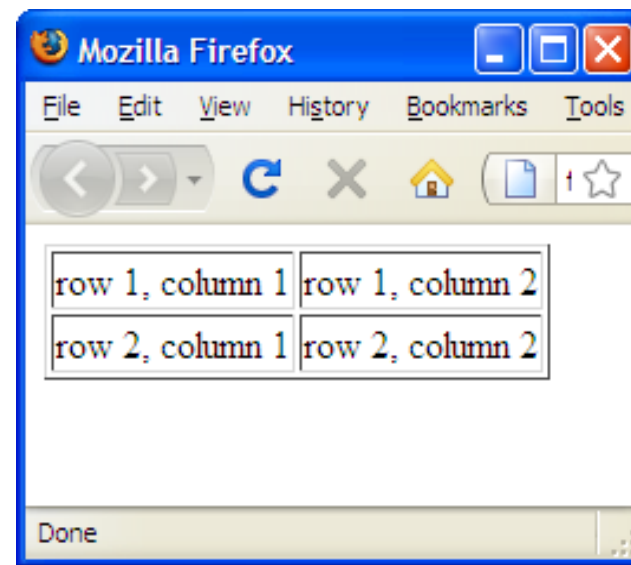 Mozilla Firefox
File Edit View History Bookmarks Tools
row 1, column 1 row 1, column 2
row 2, column 1 row 2, column 2
Done